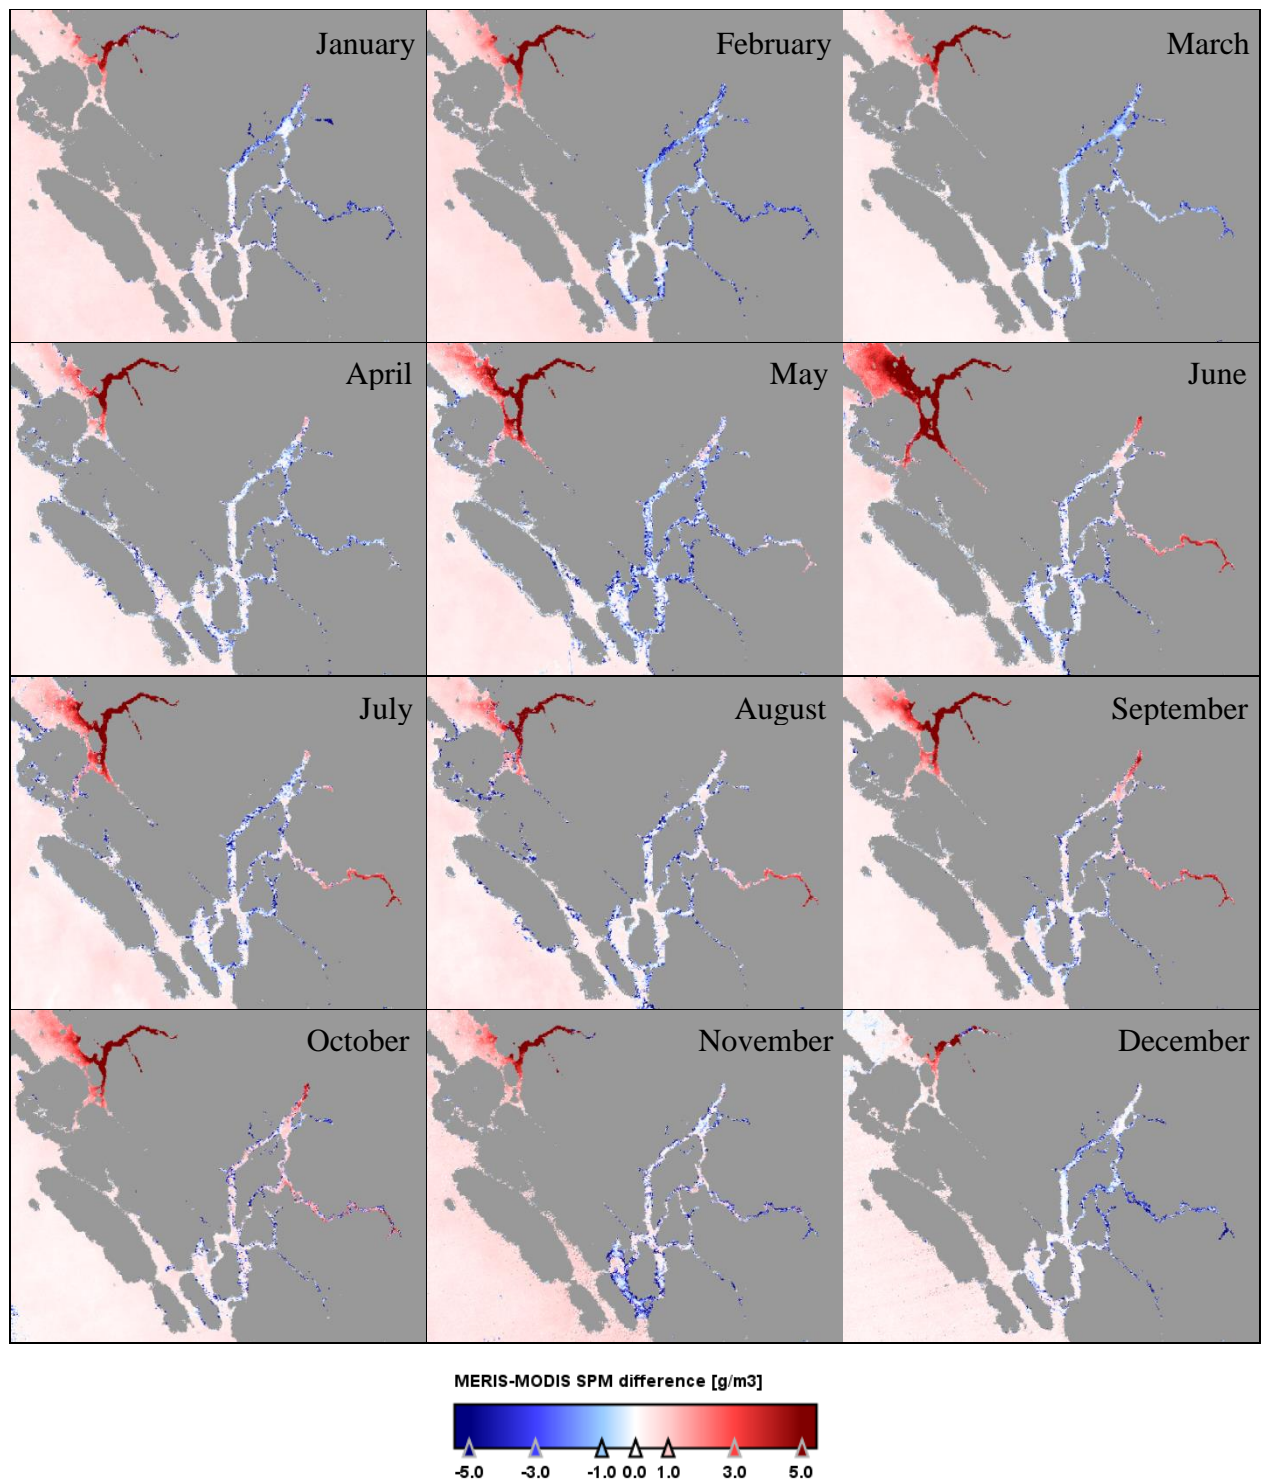 January
February
March
April
May
June
July
August
September
October
November
December
MERIS-MODIS SPM difference [g/m3]
-5.0 -3.0 -1.0 0.0 1.0 3.0 5.0